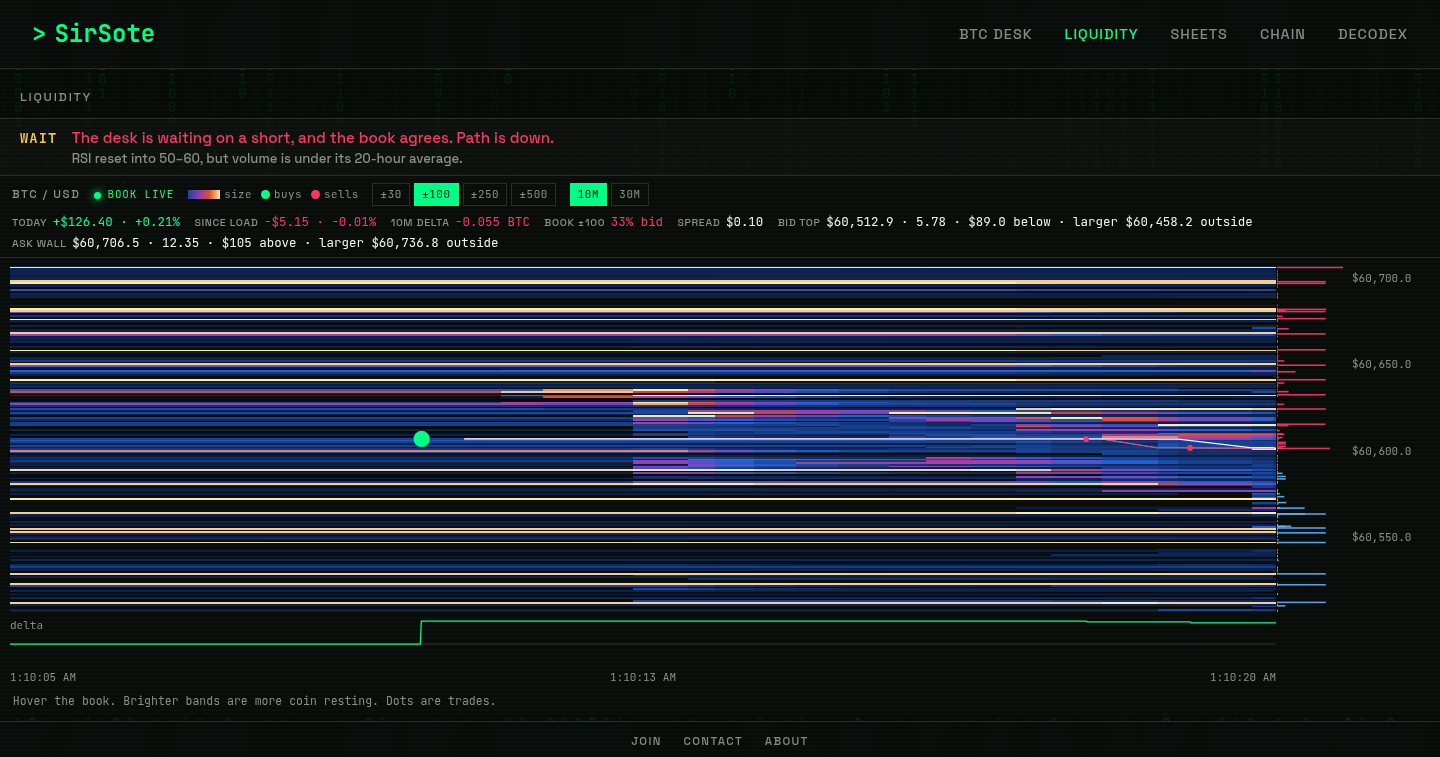 > SirSote
BTC DESK LIQUIDITY SHEETS CHAIN DECODEX
LIQUIDITY
WAIT The desk is waiting on a short, and the book agrees. Path is down.
RSI reset into 50–60, but volume is under its 20-hour average.
BTC / USD BOOK LIVE size buys sells ±30 ±100 ±250 ±500 10M 30M
TODAY +$126.40 · +0.21% SINCE LOAD -$5.15 · -0.01% 10M DELTA -0.055 BTC BOOK ±100 33% bid SPREAD $0.10 BID TOP $60,512.9 · 5.78 · $89.0 below · larger $60,458.2 outside
ASK WALL $60,706.5 · 12.35 · $105 above · larger $60,736.8 outside
$60,700.0
$60,650.0
$60,600.0
$60,550.0
delta
1:10:05 AM 1:10:13 AM 1:10:20 AM
Hover the book. Brighter bands are more coin resting. Dots are trades.
JOIN CONTACT ABOUT